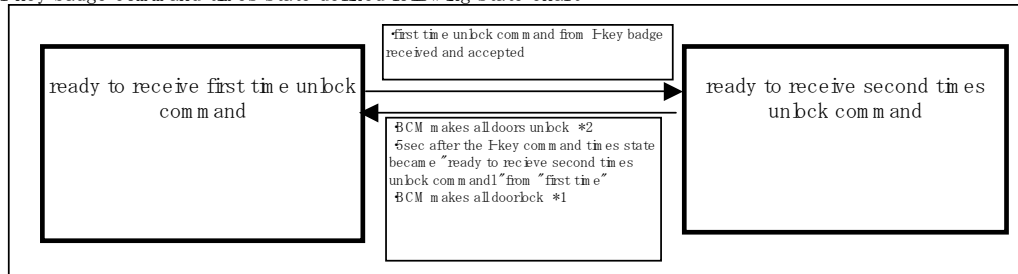 ready to receive first time unlock
command
・first time unlock command from I-key badge
received and accepted
・BCM makes all doors unlock *2
・5sec after the I-key command times state
became "ready to recieve second times
unlock command1"from "first time"
・BCM makes all doorlock *1
ready to receive second times
unlock command